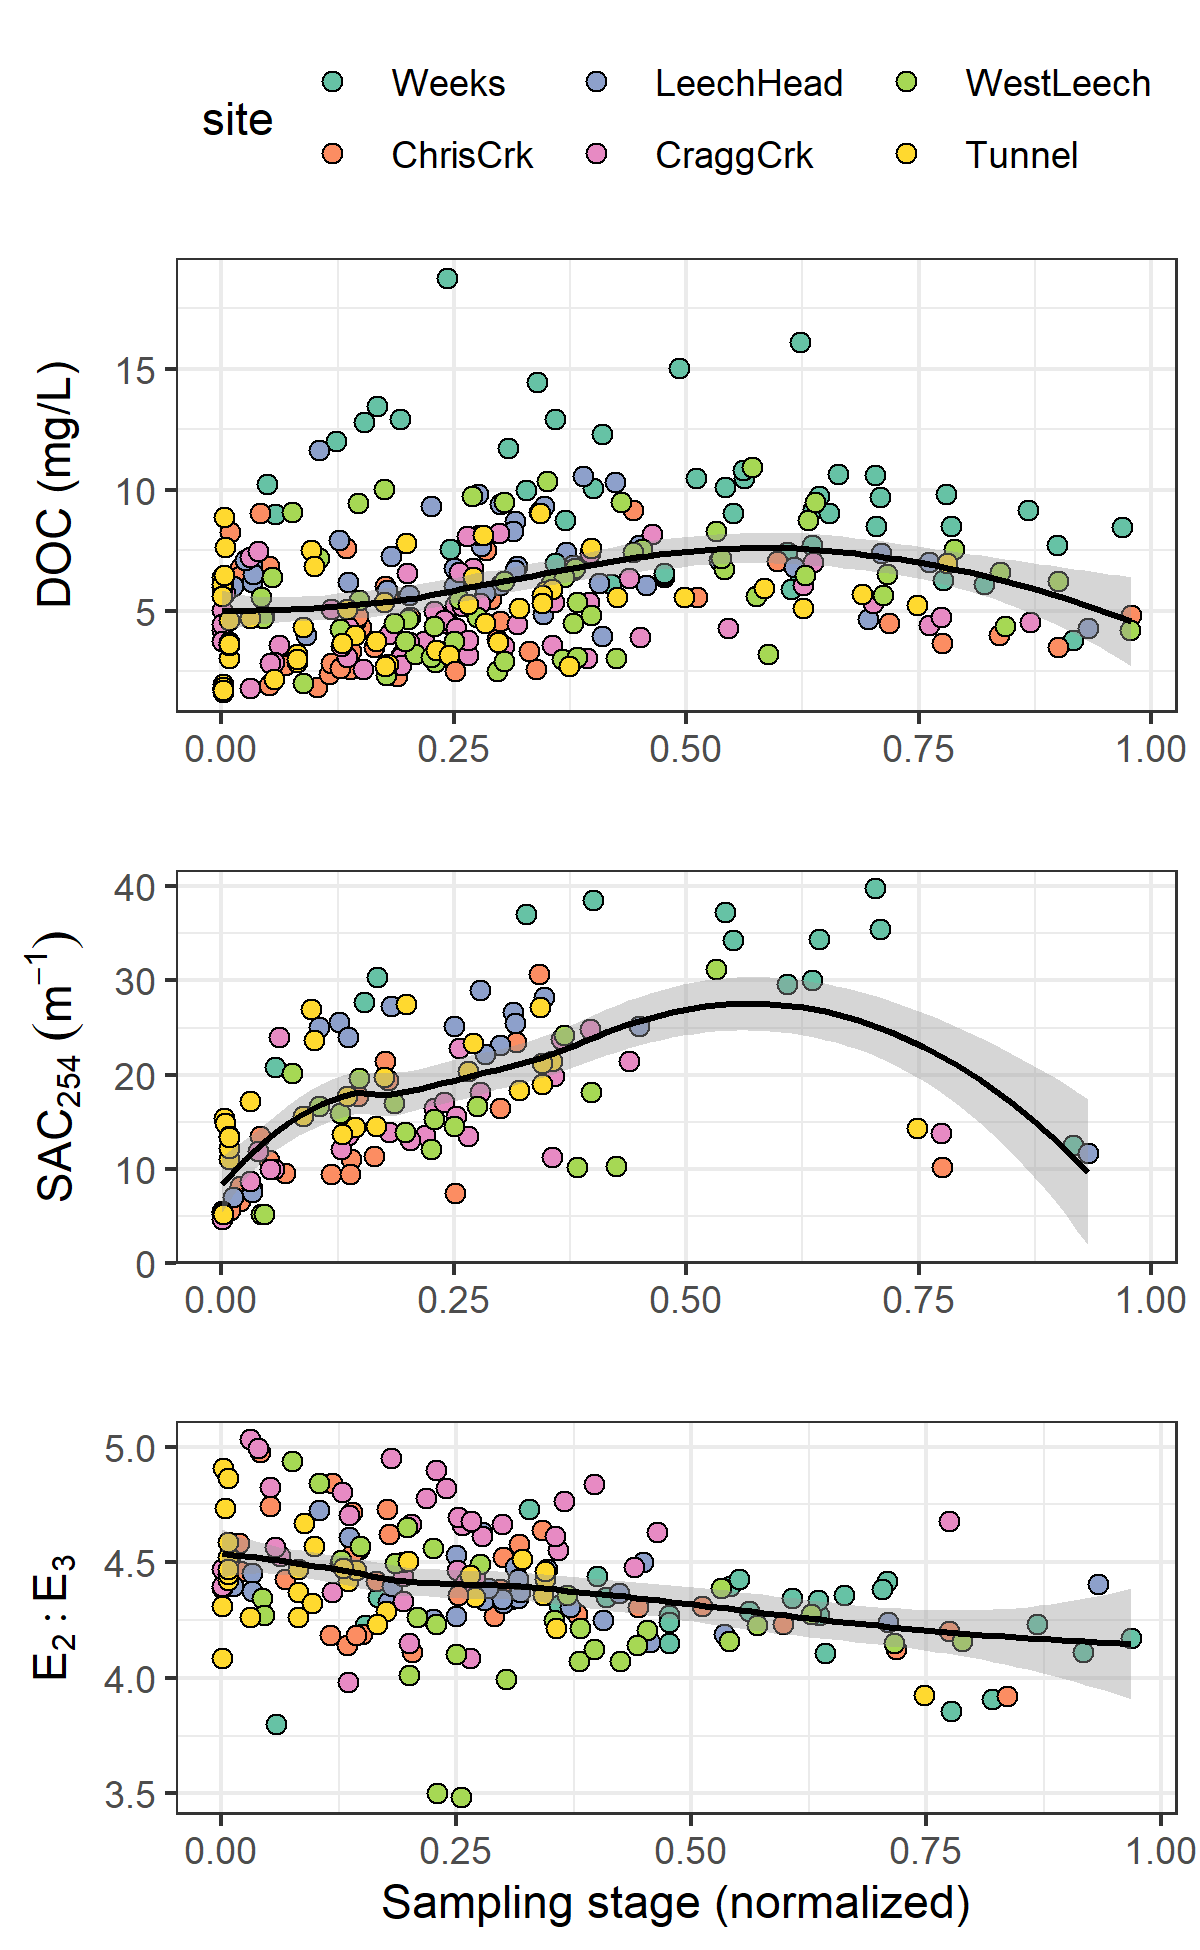 site
Weeks LeechHead WestLeech
ChrisCrk CraggCrk Tunnel
DOC (mg/L)
15
10
5
0.00 0.25 0.50 0.75 1.00
SAC₂₅₄ (m⁻¹)
40
30
20
10
0
0.00 0.25 0.50 0.75 1.00
E₂ : E₃
5.0
4.5
4.0
3.5
0.00 0.25 0.50 0.75 1.00
Sampling stage (normalized)